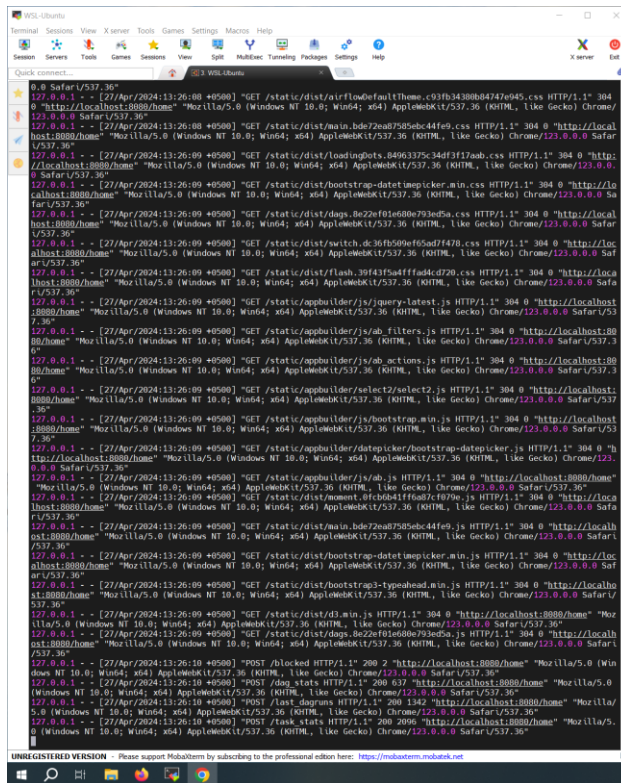 WSL-Ubuntu
Terminal Sessions View X server Tools Games Settings Macros Help
Session Servers Tools Games Sessions View Split MultiExec Tunneling Packages Settings Help X server Exit
Quick connect... 3. WSL-Ubuntu
0.0 Safari/537.36"
127.0.0.1 - - [27/Apr/2024:13:26:08 +0500] "GET /static/dist/airflowDefaultTheme.c93fb34380b84747e945.css HTTP/1.1" 304
0 "http://localhost:8080/home" "Mozilla/5.0 (Windows NT 10.0; Win64; x64) AppleWebKit/537.36 (KHTML, like Gecko) Chrome/
123.0.0.0 Safari/537.36"
127.0.0.1 - - [27/Apr/2024:13:26:08 +0500] "GET /static/dist/main.bde72ea87585ebc44fe9.css HTTP/1.1" 304 0 "http://local
host:8080/home" "Mozilla/5.0 (Windows NT 10.0; Win64; x64) AppleWebKit/537.36 (KHTML, like Gecko) Chrome/123.0.0.0 Safar
i/537.36"
127.0.0.1 - - [27/Apr/2024:13:26:09 +0500] "GET /static/dist/loadingDots.84963375c34df3f17aab.css HTTP/1.1" 304 0 "http:
//localhost:8080/home" "Mozilla/5.0 (Windows NT 10.0; Win64; x64) AppleWebKit/537.36 (KHTML, like Gecko) Chrome/123.0.0.
0 Safari/537.36"
127.0.0.1 - - [27/Apr/2024:13:26:09 +0500] "GET /static/dist/bootstrap-datetimepicker.min.css HTTP/1.1" 304 0 "http://lo
calhost:8080/home" "Mozilla/5.0 (Windows NT 10.0; Win64; x64) AppleWebKit/537.36 (KHTML, like Gecko) Chrome/123.0.0.0 Sa
fari/537.36"
127.0.0.1 - - [27/Apr/2024:13:26:09 +0500] "GET /static/dist/dags.8e22ef01e680e793ed5a.css HTTP/1.1" 304 0 "http://local
host:8080/home" "Mozilla/5.0 (Windows NT 10.0; Win64; x64) AppleWebKit/537.36 (KHTML, like Gecko) Chrome/123.0.0.0 Safar
i/537.36"
127.0.0.1 - - [27/Apr/2024:13:26:09 +0500] "GET /static/dist/switch.dc36fb509ef65ad7f478.css HTTP/1.1" 304 0 "http://loc
alhost:8080/home" "Mozilla/5.0 (Windows NT 10.0; Win64; x64) AppleWebKit/537.36 (KHTML, like Gecko) Chrome/123.0.0.0 Saf
ari/537.36"
127.0.0.1 - - [27/Apr/2024:13:26:09 +0500] "GET /static/dist/flash.39f43f5a4fffad4cd720.css HTTP/1.1" 304 0 "http://loca
lhost:8080/home" "Mozilla/5.0 (Windows NT 10.0; Win64; x64) AppleWebKit/537.36 (KHTML, like Gecko) Chrome/123.0.0.0 Safa
ri/537.36"
127.0.0.1 - - [27/Apr/2024:13:26:09 +0500] "GET /static/appbuilder/js/jquery-latest.js HTTP/1.1" 304 0 "http://localhost
:8080/home" "Mozilla/5.0 (Windows NT 10.0; Win64; x64) AppleWebKit/537.36 (KHTML, like Gecko) Chrome/123.0.0.0 Safari/53
7.36"
127.0.0.1 - - [27/Apr/2024:13:26:09 +0500] "GET /static/appbuilder/js/ab_filters.js HTTP/1.1" 304 0 "http://localhost:80
80/home" "Mozilla/5.0 (Windows NT 10.0; Win64; x64) AppleWebKit/537.36 (KHTML, like Gecko) Chrome/123.0.0.0 Safari/537.3
6"
127.0.0.1 - - [27/Apr/2024:13:26:09 +0500] "GET /static/appbuilder/js/ab_actions.js HTTP/1.1" 304 0 "http://localhost:80
80/home" "Mozilla/5.0 (Windows NT 10.0; Win64; x64) AppleWebKit/537.36 (KHTML, like Gecko) Chrome/123.0.0.0 Safari/537.3
6"
127.0.0.1 - - [27/Apr/2024:13:26:09 +0500] "GET /static/appbuilder/select2/select2.js HTTP/1.1" 304 0 "http://localhost:
8080/home" "Mozilla/5.0 (Windows NT 10.0; Win64; x64) AppleWebKit/537.36 (KHTML, like Gecko) Chrome/123.0.0.0 Safari/537
.36"
127.0.0.1 - - [27/Apr/2024:13:26:09 +0500] "GET /static/appbuilder/js/bootstrap.min.js HTTP/1.1" 304 0 "http://localhost
:8080/home" "Mozilla/5.0 (Windows NT 10.0; Win64; x64) AppleWebKit/537.36 (KHTML, like Gecko) Chrome/123.0.0.0 Safari/53
7.36"
127.0.0.1 - - [27/Apr/2024:13:26:09 +0500] "GET /static/appbuilder/datepicker/bootstrap-datepicker.js HTTP/1.1" 304 0 "h
ttp://localhost:8080/home" "Mozilla/5.0 (Windows NT 10.0; Win64; x64) AppleWebKit/537.36 (KHTML, like Gecko) Chrome/123.
0.0.0 Safari/537.36"
127.0.0.1 - - [27/Apr/2024:13:26:09 +0500] "GET /static/appbuilder/js/ab.js HTTP/1.1" 304 0 "http://localhost:8080/home"
"Mozilla/5.0 (Windows NT 10.0; Win64; x64) AppleWebKit/537.36 (KHTML, like Gecko) Chrome/123.0.0.0 Safari/537.36"
127.0.0.1 - - [27/Apr/2024:13:26:09 +0500] "GET /static/dist/moment.0fcb6b41ff6a87cf079e.js HTTP/1.1" 304 0 "http://loca
lhost:8080/home" "Mozilla/5.0 (Windows NT 10.0; Win64; x64) AppleWebKit/537.36 (KHTML, like Gecko) Chrome/123.0.0.0 Safa
ri/537.36"
127.0.0.1 - - [27/Apr/2024:13:26:09 +0500] "GET /static/dist/main.bde72ea87585ebc44fe9.js HTTP/1.1" 304 0 "http://localh
ost:8080/home" "Mozilla/5.0 (Windows NT 10.0; Win64; x64) AppleWebKit/537.36 (KHTML, like Gecko) Chrome/123.0.0.0 Safari
/537.36"
127.0.0.1 - - [27/Apr/2024:13:26:09 +0500] "GET /static/dist/bootstrap-datetimepicker.min.js HTTP/1.1" 304 0 "http://loc
alhost:8080/home" "Mozilla/5.0 (Windows NT 10.0; Win64; x64) AppleWebKit/537.36 (KHTML, like Gecko) Chrome/123.0.0.0 Saf
ari/537.36"
127.0.0.1 - - [27/Apr/2024:13:26:09 +0500] "GET /static/dist/bootstrap3-typeahead.min.js HTTP/1.1" 304 0 "http://localho
st:8080/home" "Mozilla/5.0 (Windows NT 10.0; Win64; x64) AppleWebKit/537.36 (KHTML, like Gecko) Chrome/123.0.0.0 Safari/
537.36"
127.0.0.1 - - [27/Apr/2024:13:26:09 +0500] "GET /static/dist/d3.min.js HTTP/1.1" 304 0 "http://localhost:8080/home" "Moz
illa/5.0 (Windows NT 10.0; Win64; x64) AppleWebKit/537.36 (KHTML, like Gecko) Chrome/123.0.0.0 Safari/537.36"
127.0.0.1 - - [27/Apr/2024:13:26:09 +0500] "GET /static/dist/dags.8e22ef01e680e793ed5a.js HTTP/1.1" 304 0 "http://localh
ost:8080/home" "Mozilla/5.0 (Windows NT 10.0; Win64; x64) AppleWebKit/537.36 (KHTML, like Gecko) Chrome/123.0.0.0 Safari
/537.36"
127.0.0.1 - - [27/Apr/2024:13:26:10 +0500] "POST /blocked HTTP/1.1" 200 2 "http://localhost:8080/home" "Mozilla/5.0 (Win
dows NT 10.0; Win64; x64) AppleWebKit/537.36 (KHTML, like Gecko) Chrome/123.0.0.0 Safari/537.36"
127.0.0.1 - - [27/Apr/2024:13:26:10 +0500] "POST /dag_stats HTTP/1.1" 200 637 "http://localhost:8080/home" "Mozilla/5.0
(Windows NT 10.0; Win64; x64) AppleWebKit/537.36 (KHTML, like Gecko) Chrome/123.0.0.0 Safari/537.36"
127.0.0.1 - - [27/Apr/2024:13:26:10 +0500] "POST /last_dagruns HTTP/1.1" 200 1342 "http://localhost:8080/home" "Mozilla/
5.0 (Windows NT 10.0; Win64; x64) AppleWebKit/537.36 (KHTML, like Gecko) Chrome/123.0.0.0 Safari/537.36"
127.0.0.1 - - [27/Apr/2024:13:26:10 +0500] "POST /task_stats HTTP/1.1" 200 2096 "http://localhost:8080/home" "Mozilla/5.
0 (Windows NT 10.0; Win64; x64) AppleWebKit/537.36 (KHTML, like Gecko) Chrome/123.0.0.0 Safari/537.36"
UNREGISTERED VERSION - Please support MobaXterm by subscribing to the professional edition here: https://mobaxterm.mobatek.net